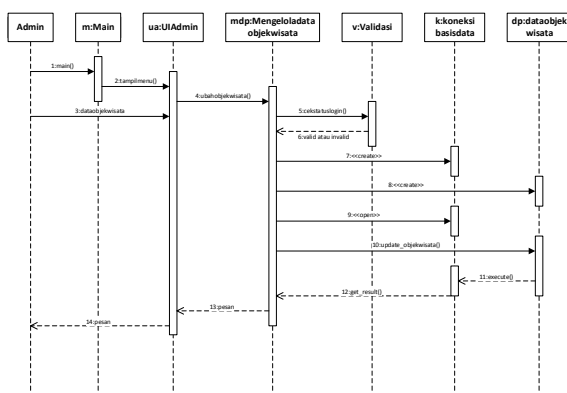 Admin
m:Main
ua:UIAdmin
mdp:Mengeloladata
objekwisata
v:Validasi
k:koneksi
basisdata
dp:dataobjek
wisata
1:main()
2:tampilmenu()
4:ubahobjekwisata()
3:dataobjekwisata
5:cekstatuslogin()
6:valid atau invalid
7:<<create>>
8:<<create>>
9:<<open>>
10:update_objekwisata()
11:execute()
12:get_result()
13:pesan
14:pesan